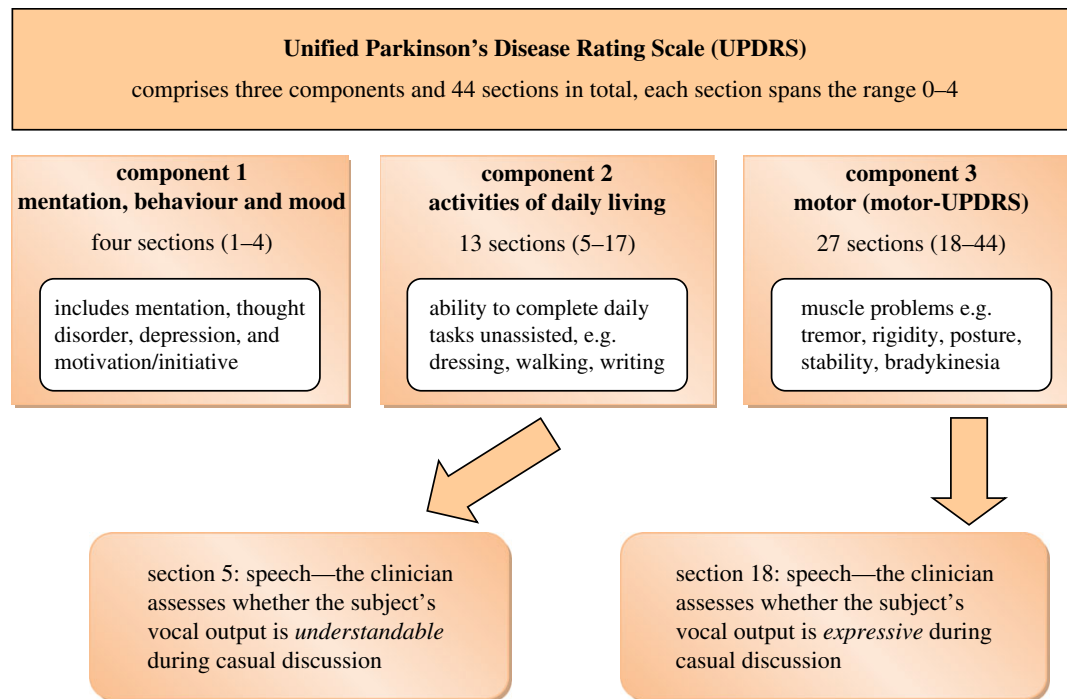 Unified Parkinson's Disease Rating Scale (UPDRS)
comprises three components and 44 sections in total, each section spans the range 0–4
component 1
mentation, behaviour and mood
four sections (1–4)
includes mentation, thought
disorder, depression, and
motivation/initiative
component 2
activities of daily living
13 sections (5–17)
ability to complete daily
tasks unassisted, e.g.
dressing, walking, writing
component 3
motor (motor-UPDRS)
27 sections (18–44)
muscle problems e.g.
tremor, rigidity, posture,
stability, bradykinesia
section 5: speech—the clinician
assesses whether the subject's
vocal output is understandable
during casual discussion
section 18: speech—the clinician
assesses whether the subject's
vocal output is expressive during
casual discussion